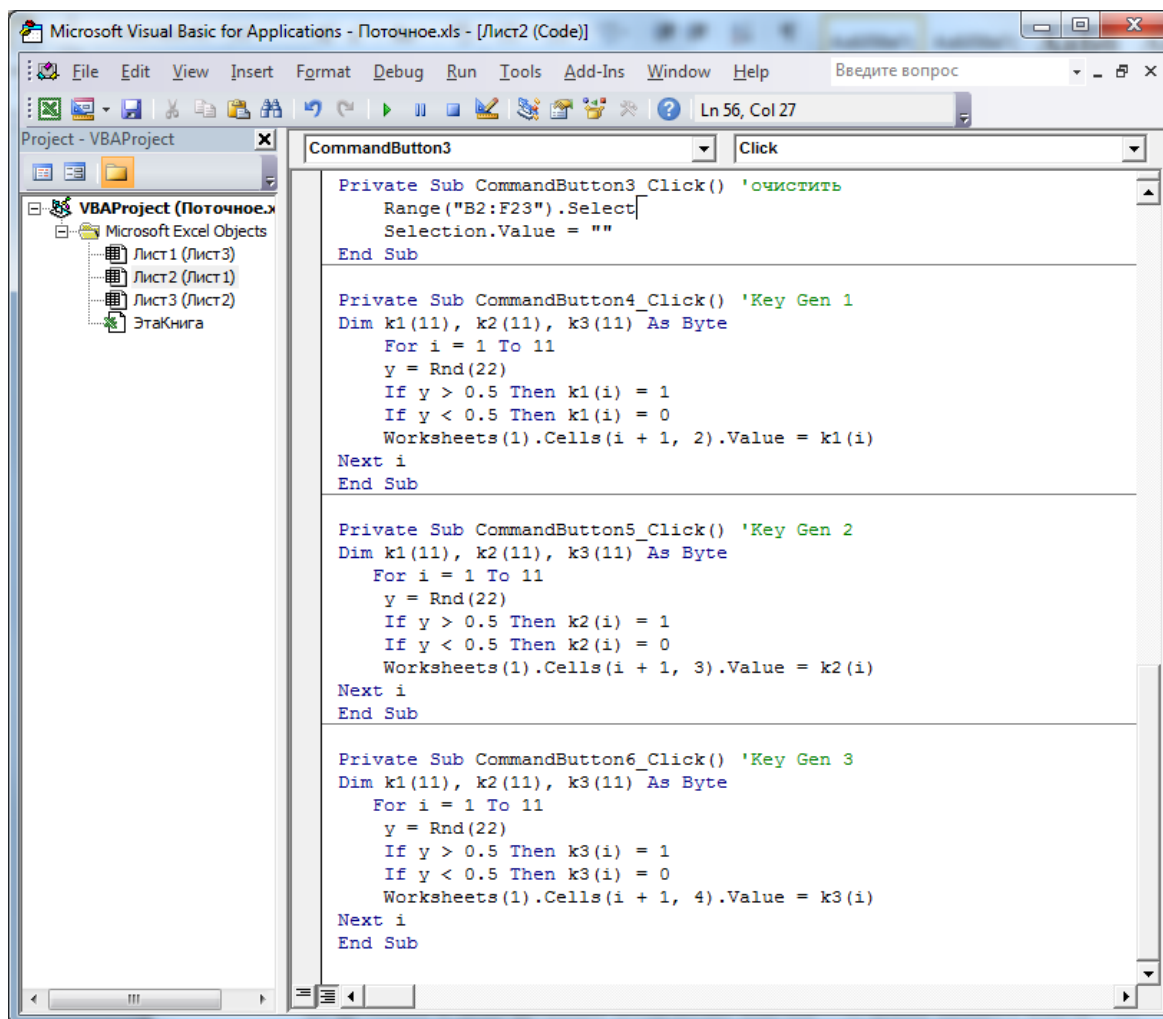 Microsoft Visual Basic for Applications - Поточное.xls - [Лист2 (Code)]
File Edit View Insert Format Debug Run Tools Add-Ins Window Help Введите вопрос
Ln 56, Col 27
Project - VBAProject
CommandButton3 Click
VBAProject (Поточное.x
Microsoft Excel Objects
Лист1 (Лист3)
Лист2 (Лист1)
Лист3 (Лист2)
ЭтаКнига
Private Sub CommandButton3_Click() 'очистить
Range("B2:F23").Select
Selection.Value = ""
End Sub
Private Sub CommandButton4_Click() 'Key Gen 1
Dim k1(11), k2(11), k3(11) As Byte
For i = 1 To 11
y = Rnd(22)
If y > 0.5 Then k1(i) = 1
If y < 0.5 Then k1(i) = 0
Worksheets(1).Cells(i + 1, 2).Value = k1(i)
Next i
End Sub
Private Sub CommandButton5_Click() 'Key Gen 2
Dim k1(11), k2(11), k3(11) As Byte
For i = 1 To 11
y = Rnd(22)
If y > 0.5 Then k2(i) = 1
If y < 0.5 Then k2(i) = 0
Worksheets(1).Cells(i + 1, 3).Value = k2(i)
Next i
End Sub
Private Sub CommandButton6_Click() 'Key Gen 3
Dim k1(11), k2(11), k3(11) As Byte
For i = 1 To 11
y = Rnd(22)
If y > 0.5 Then k3(i) = 1
If y < 0.5 Then k3(i) = 0
Worksheets(1).Cells(i + 1, 4).Value = k3(i)
Next i
End Sub